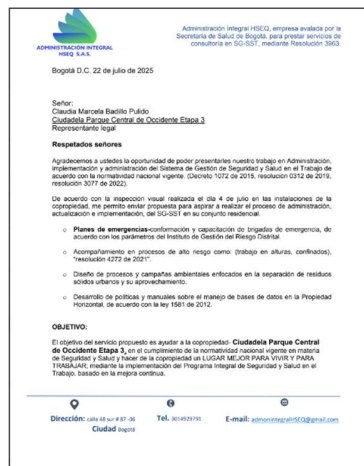 ADMINISTRACIÓN INTEGRAL
HSEQ S.A.S.
Administración Integral HSEQ, empresa avalada por la
Secretaria de Salud de Bogotá, para prestar servicios de
consultoría en SG-SST, mediante Resolución 3963.
Bogotá D.C. 22 de julio de 2025
Señor:
Claudia Marcela Badillo Pulido
Ciudadela Parque Central de Occidente Etapa 3
Representante legal
Respetados señores
Agradecemos a ustedes la oportunidad de poder presentarles nuestro trabajo en Administración,
implementación y administración del Sistema de Gestión de Seguridad y Salud en el Trabajo de
acuerdo con la normatividad nacional vigente. (Decreto 1072 de 2015, resolución 0312 de 2019,
resolución 3077 de 2022).
De acuerdo con la inspección visual realizada el día 4 de julio en las instalaciones de la
copropiedad, me permito enviar propuesta para aspirar a realizar el proceso de administración,
actualización e implementación, del SG-SST en su conjunto residencial.
o Planes de emergencias-conformación y capacitación de brigadas de emergencia, de
acuerdo con los parámetros del Instituto de Gestión del Riesgo Distrital
o Acompañamiento en procesos de alto riesgo como: (trabajo en alturas, confinados),
"resolución 4272 de 2021".
o Diseño de procesos y campañas ambientales enfocados en la separación de residuos
sólidos urbanos y su aprovechamiento.
o Desarrollo de políticas y manuales sobre el manejo de bases de datos en la Propiedad
Horizontal, de acuerdo con la ley 1581 de 2012.
OBJETIVO:
El objetivo del servicio propuesto es ayudar a la copropiedad- Ciudadela Parque Central
de Occidente Etapa 3, en el cumplimiento de la normatividad nacional vigente en materia
de Seguridad y Salud y hacer de la copropiedad un LUGAR MEJOR PARA VIVIR Y PARA
TRABAJAR; mediante la implementación del Programa Integral de Seguridad y Salud en el
Trabajo, basado en la mejora continua.
Dirección: calle 48 sur # 87 -36
Ciudad Bogotá
Tel. 3014929731
E-mail: admonintegralHSEQ@gmail.com